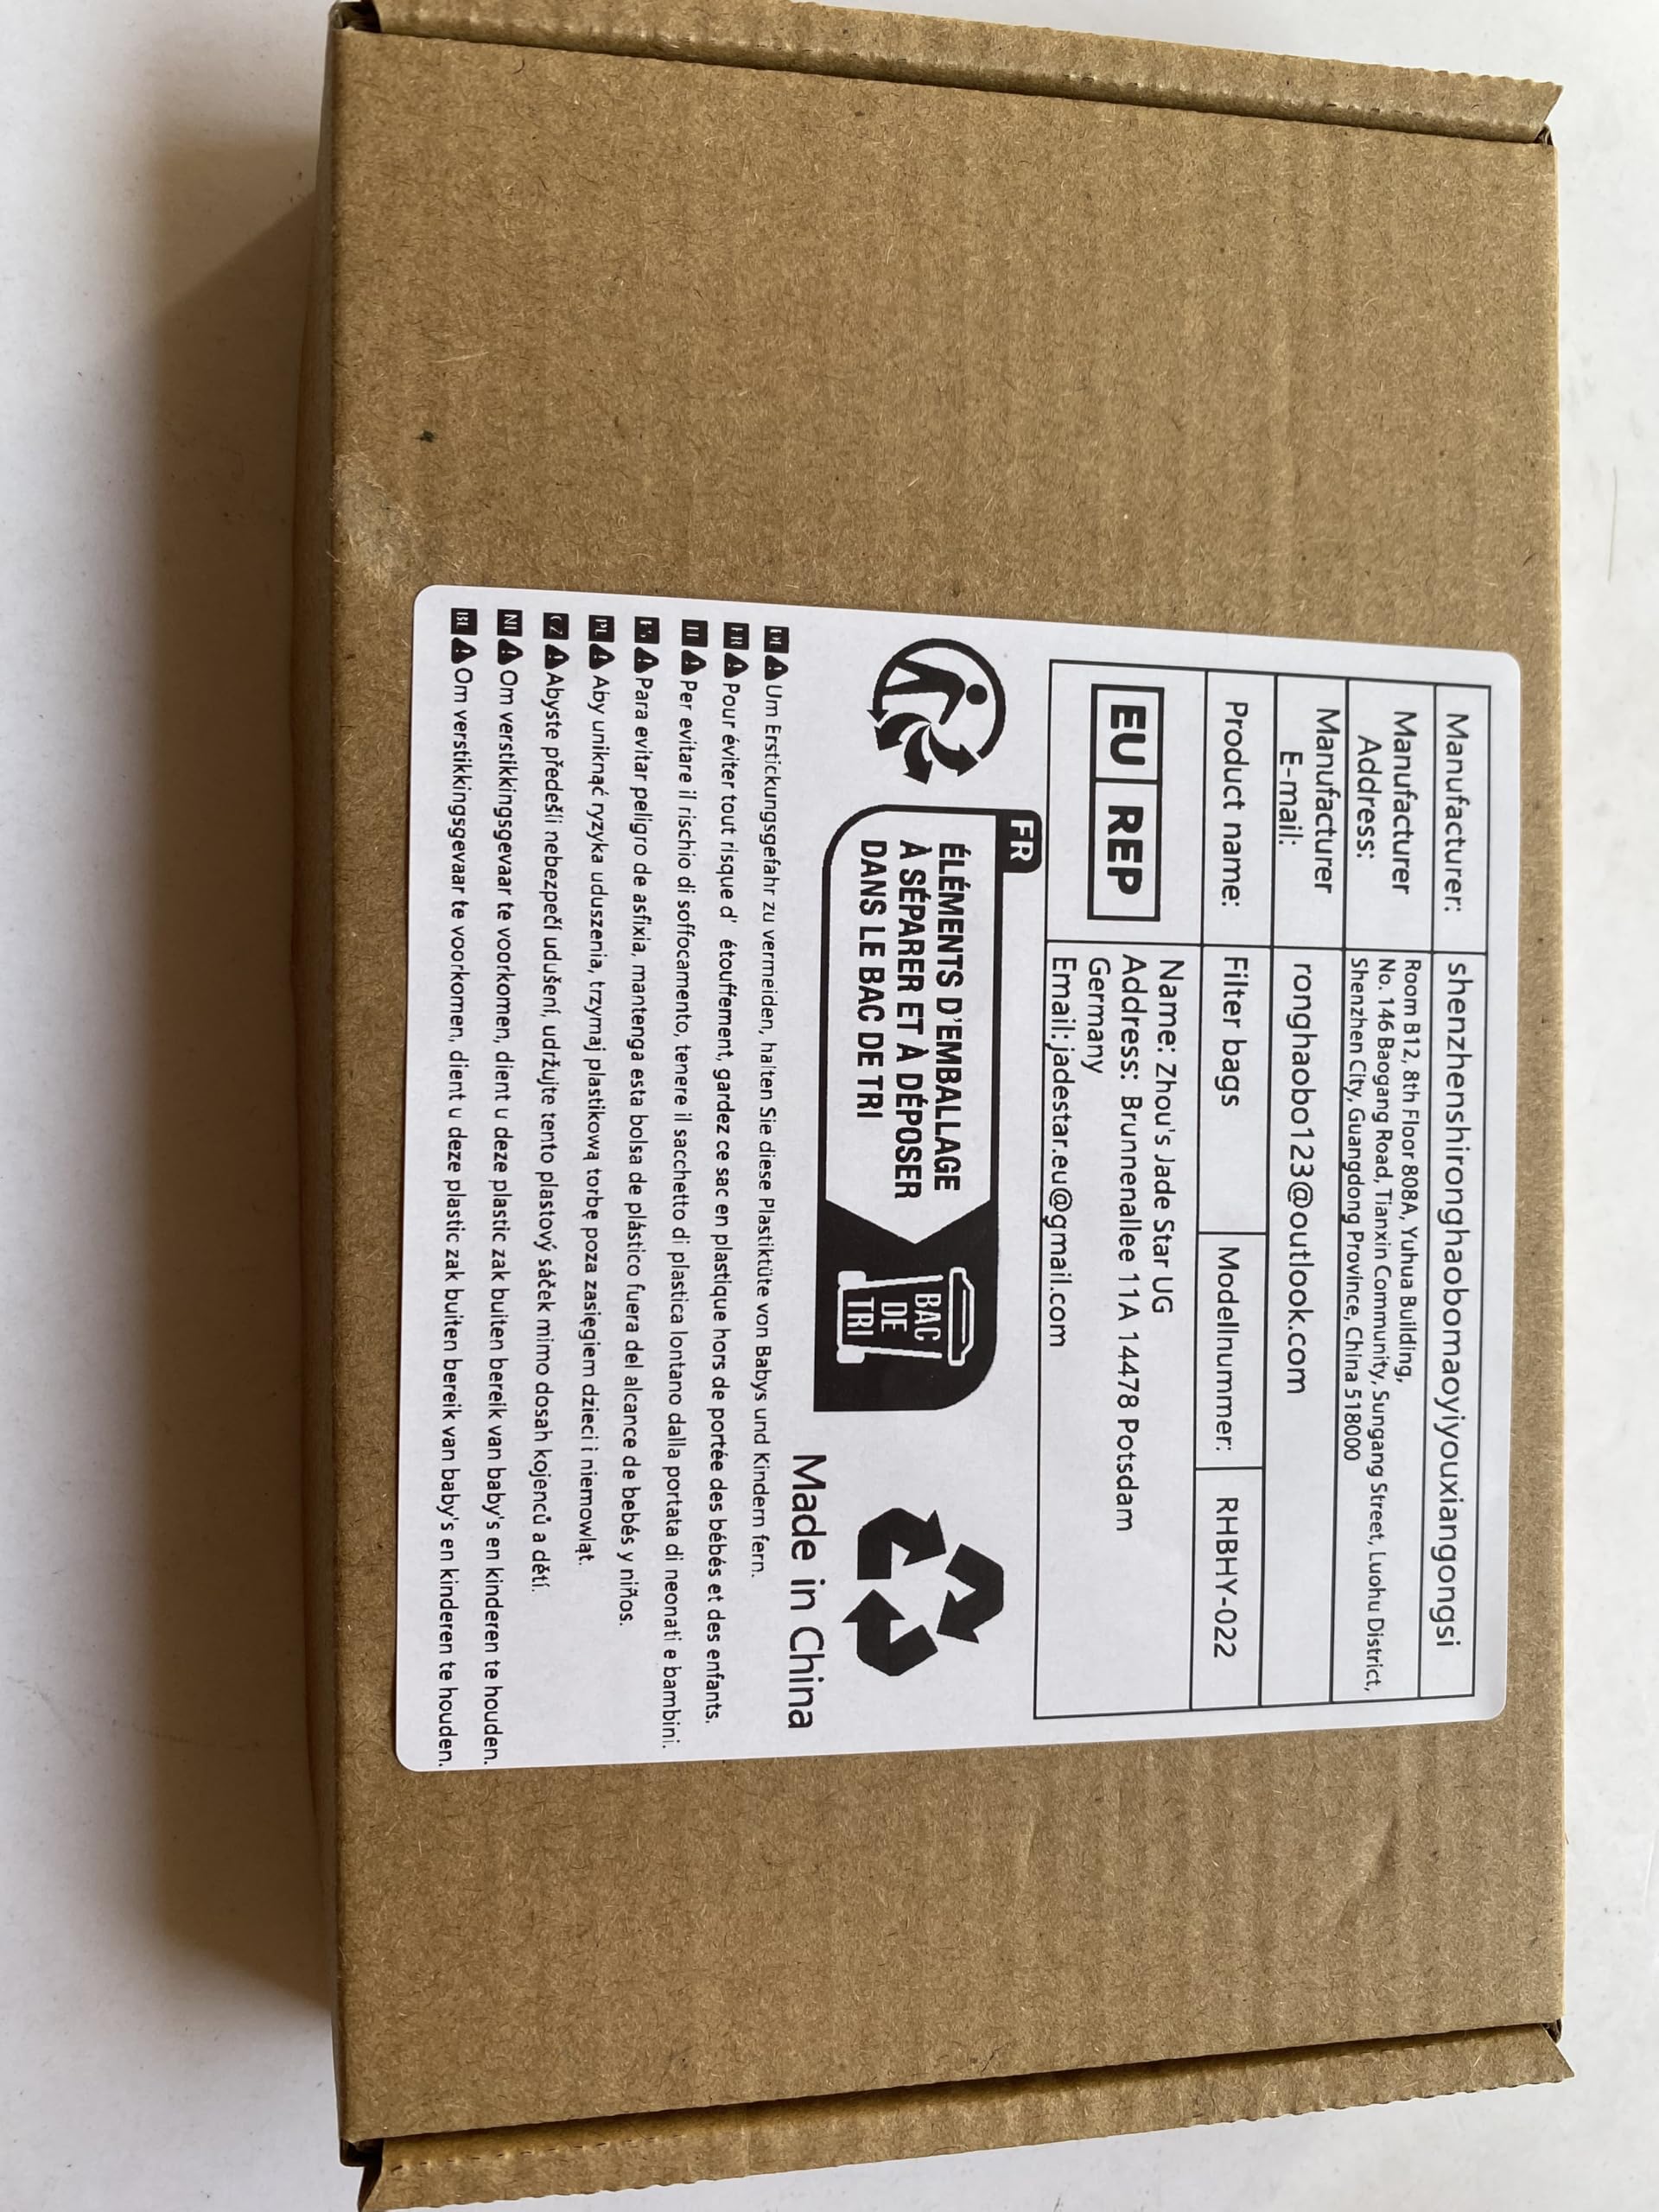 Manufacturer: shenzhenshironghaobomaoyiyouxiangongsi
Manufacturer Address: Room B12, 8th Floor 808A, Yuhua Building,
No. 146 Baogang Road, Tianxin Community, Sungang Street, Luohu District,
Shenzhen City, Guangdong Province, China 518000
Manufacturer E-mail: ronghaobo123@outlook.com
Product name: Filter bags Modellnummer: RHBHY-022
EU REP
Name: Zhou's Jade Star UG
Address: Brunnenallee 11A 14478 Potsdam
Germany
Email: jadestar.eu@gmail.com
FR
ÉLÉMENTS D'EMBALLAGE
À SÉPARER ET À DÉPOSER
DANS LE BAC DE TRI
BAC
DE
TRI
Made in China
DE Um Erstickungsgefahr zu vermeiden, halten Sie diese Plastiktüte von Babys und Kindern fern.
FR Pour éviter tout risque d' étouffement, gardez ce sac en plastique hors de portée des bébés et des enfants.
IT Per evitare il rischio di soffocamento, tenere il sacchetto di plastica lontano dalla portata di neonati e bambini.
ES Para evitar peligro de asfixia, mantenga esta bolsa de plástico fuera del alcance de bebés y niños.
PL Aby uniknąć ryzyka uduszenia, trzymaj plastikową torbę poza zasięgiem dzieci i niemowląt.
CZ Abyste předešli nebezpečí udušení, udržujte tento plastový sáček mimo dosah kojenců a dětí.
NI Om verstikkingsgevaar te voorkomen, dient u deze plastic zak buiten bereik van baby's en kinderen te houden.
BE Om verstikkingsgevaar te voorkomen, dient u deze plastic zak buiten bereik van baby's en kinderen te houden.